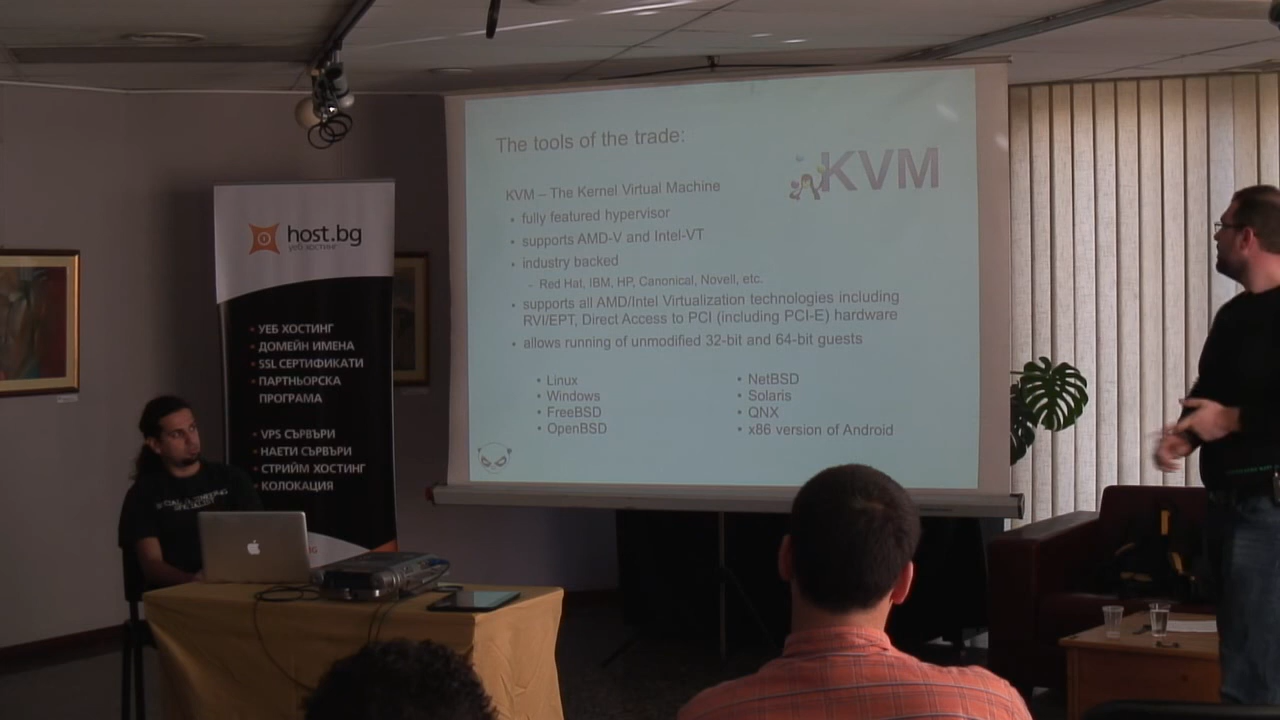 The tools of the trade:
KVM
KVM – The Kernel Virtual Machine
• fully featured hypervisor
• supports AMD-V and Intel-VT
• industry backed
- Red Hat, IBM, HP, Canonical, Novell, etc.
• supports all AMD/Intel Virtualization technologies including
RVI/EPT, Direct Access to PCI (including PCI-E) hardware
• allows running of unmodified 32-bit and 64-bit guests
• Linux
• Windows
• FreeBSD
• OpenBSD
• NetBSD
• Solaris
• QNX
• x86 version of Android
host.bg
уеб хостинг
• УЕБ ХОСТИНГ
• ДОМЕЙН ИМЕНА
• SSL СЕРТИФИКАТИ
• ПАРТНЬОРСКА
ПРОГРАМА
• VPS СЪРВЪРИ
• НАЕТИ СЪРВЪРИ
• СТРИЙМ ХОСТИНГ
• КОЛОКАЦИЯ